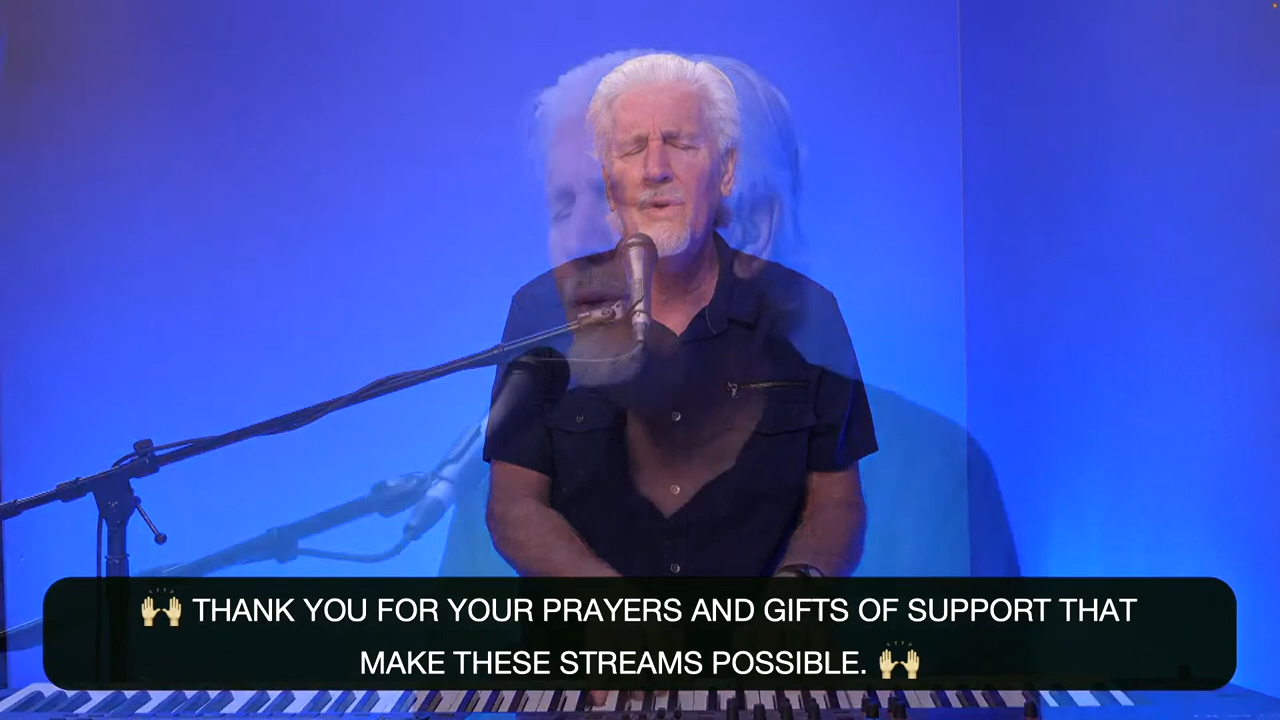 🙌 THANK YOU FOR YOUR PRAYERS AND GIFTS OF SUPPORT THAT
MAKE THESE STREAMS POSSIBLE. 🙌